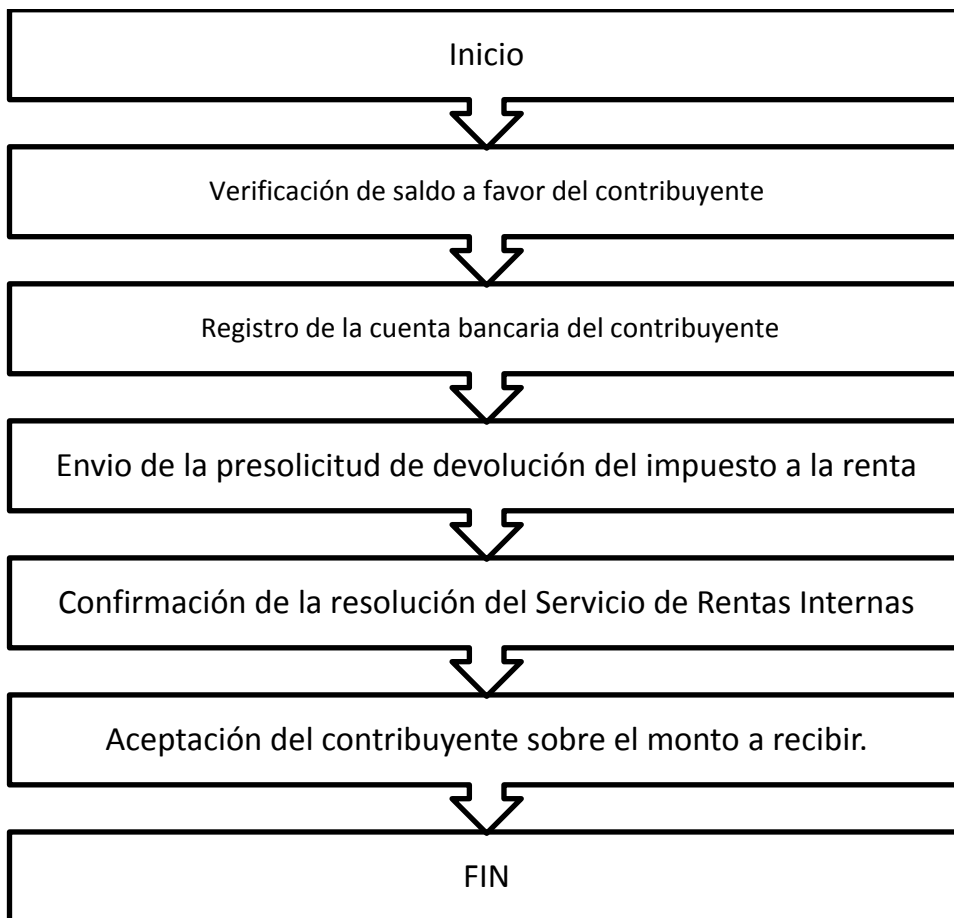 Inicio
Verificación de saldo a favor del contribuyente
Registro de la cuenta bancaria del contribuyente
Envio de la presolicitud de devolución del impuesto a la renta
Confirmación de la resolución del Servicio de Rentas Internas
Aceptación del contribuyente sobre el monto a recibir.
FIN